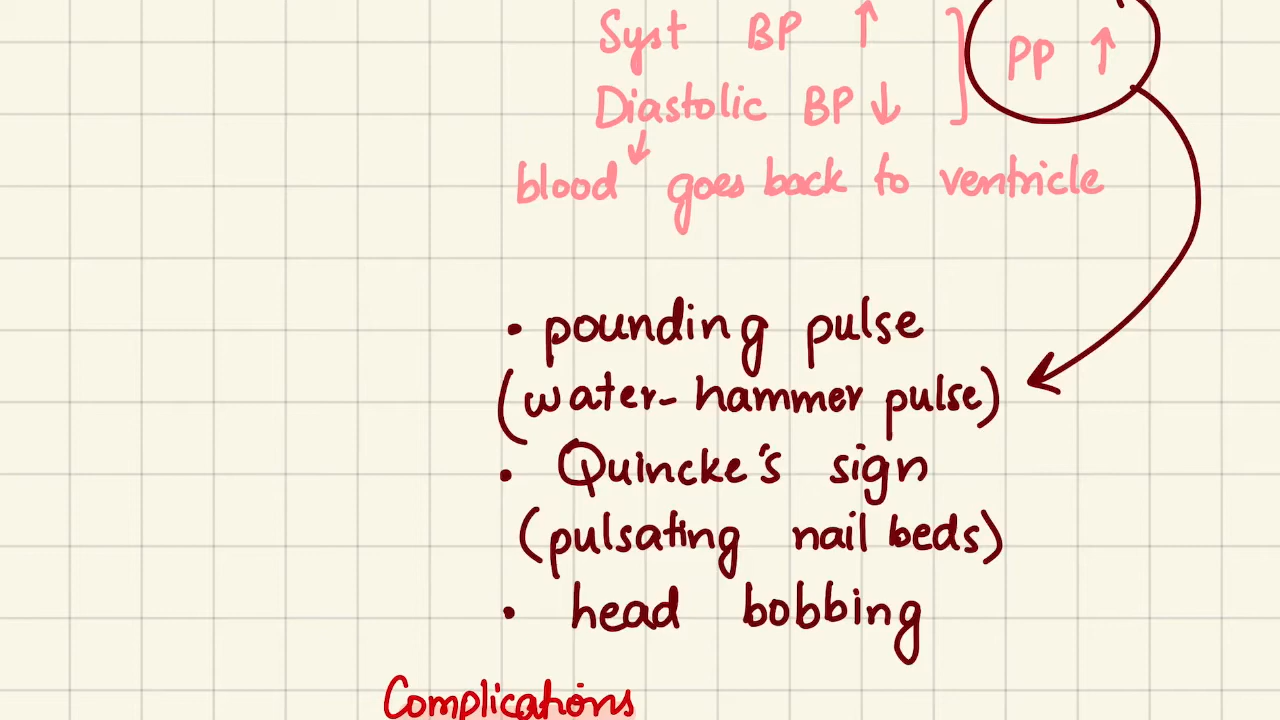 Syst BP ↑
Diastolic BP ↓
PP ↑
blood goes back to ventricle
• pounding pulse
(water-hammer pulse)
• Quincke's sign
(pulsating nail beds)
• head bobbing
Complications